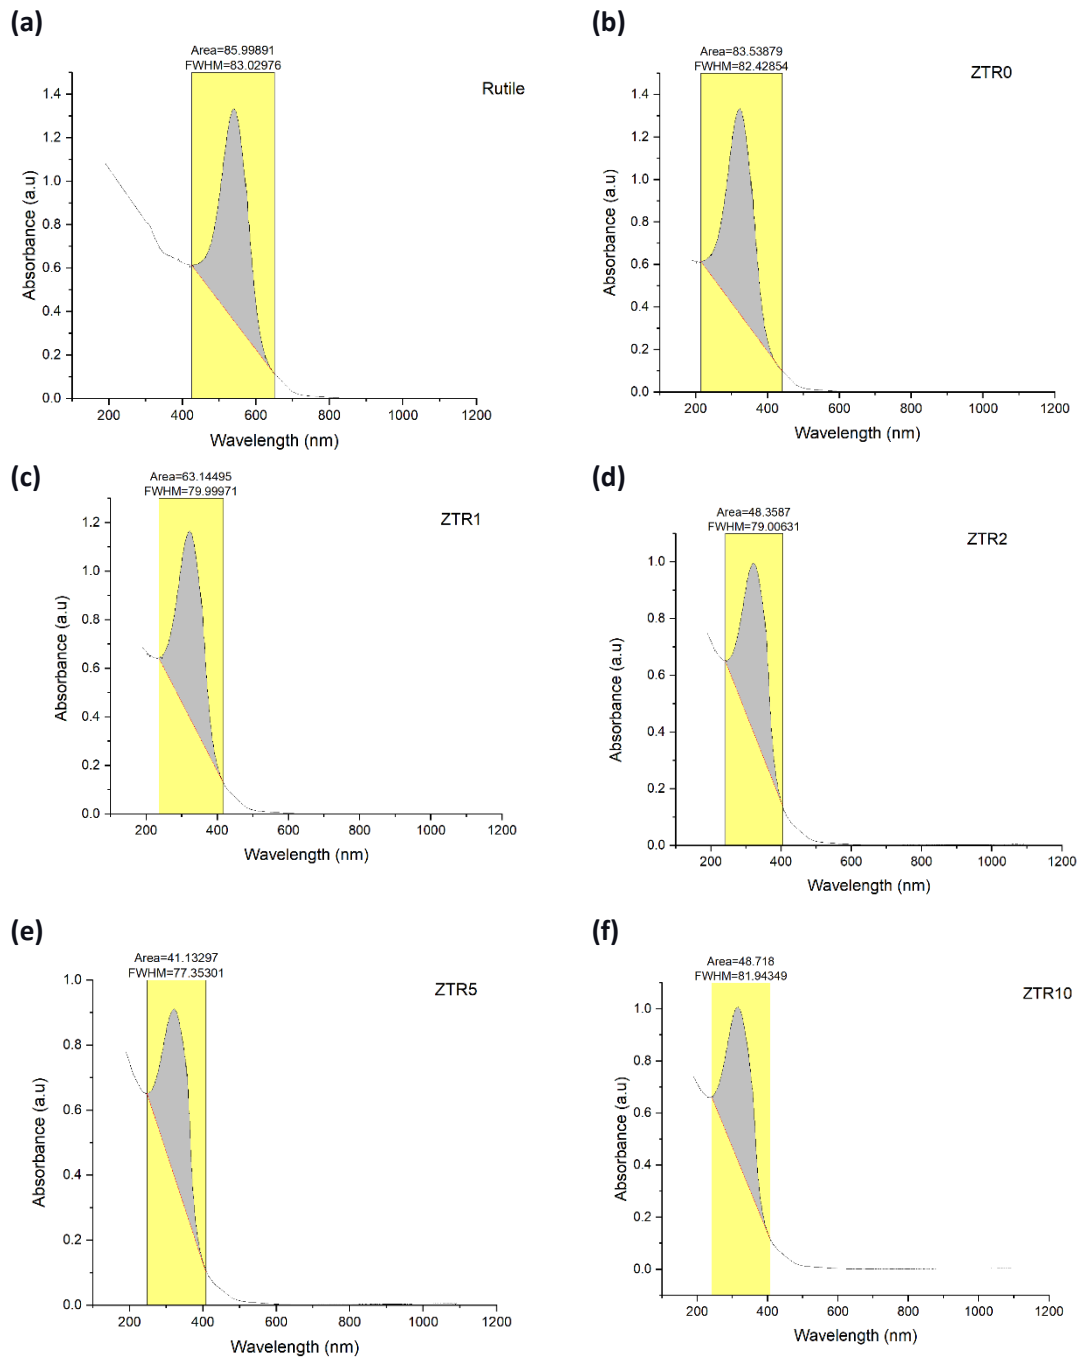 (a)
Area=85.99891
FWHM=83.02976
Rutile
1.4
1.2
1.0
0.8
0.6
0.4
0.2
0.0
Absorbance (a.u)
200 400 600 800 1000 1200
Wavelength (nm)
(b)
Area=83.53879
FWHM=82.42854
ZTR0
1.4
1.2
1.0
0.8
0.6
0.4
0.2
0.0
Absorbance (a.u)
200 400 600 800 1000 1200
Wavelength (nm)
(c)
Area=63.14495
FWHM=79.99971
ZTR1
1.2
1.0
0.8
0.6
0.4
0.2
0.0
Absorbance (a.u)
200 400 600 800 1000 1200
Wavelength (nm)
(d)
Area=48.3587
FWHM=79.00631
ZTR2
1.0
0.8
0.6
0.4
0.2
0.0
Absorbance (a.u)
200 400 600 800 1000 1200
Wavelength (nm)
(e)
Area=41.13297
FWHM=77.35301
ZTR5
1.0
0.8
0.6
0.4
0.2
0.0
Absorbance (a.u)
200 400 600 800 1000 1200
Wavelength (nm)
(f)
Area=48.718
FWHM=81.94349
ZTR10
1.0
0.8
0.6
0.4
0.2
0.0
Absorbance (a.u)
200 400 600 800 1000 1200
Wavelength (nm)